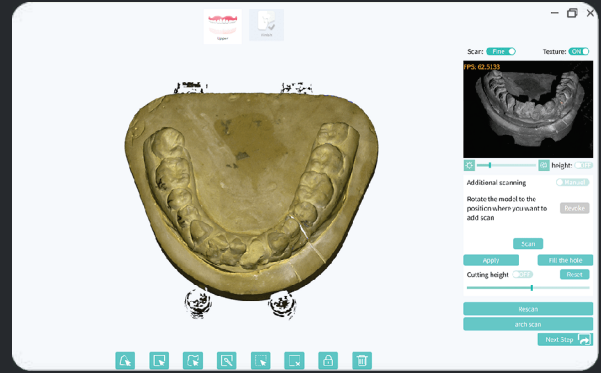 Upper
Scan: Fine
Texture: ON
FPS: 62.5133
height: OFF
Additional scanning
Manual
Rotate the model to the
position where you want to
add scan
Revoke
Scan
Apply
Fill the hole
Cutting height
OFF
Reset
Rescan
arch scan
Next Step